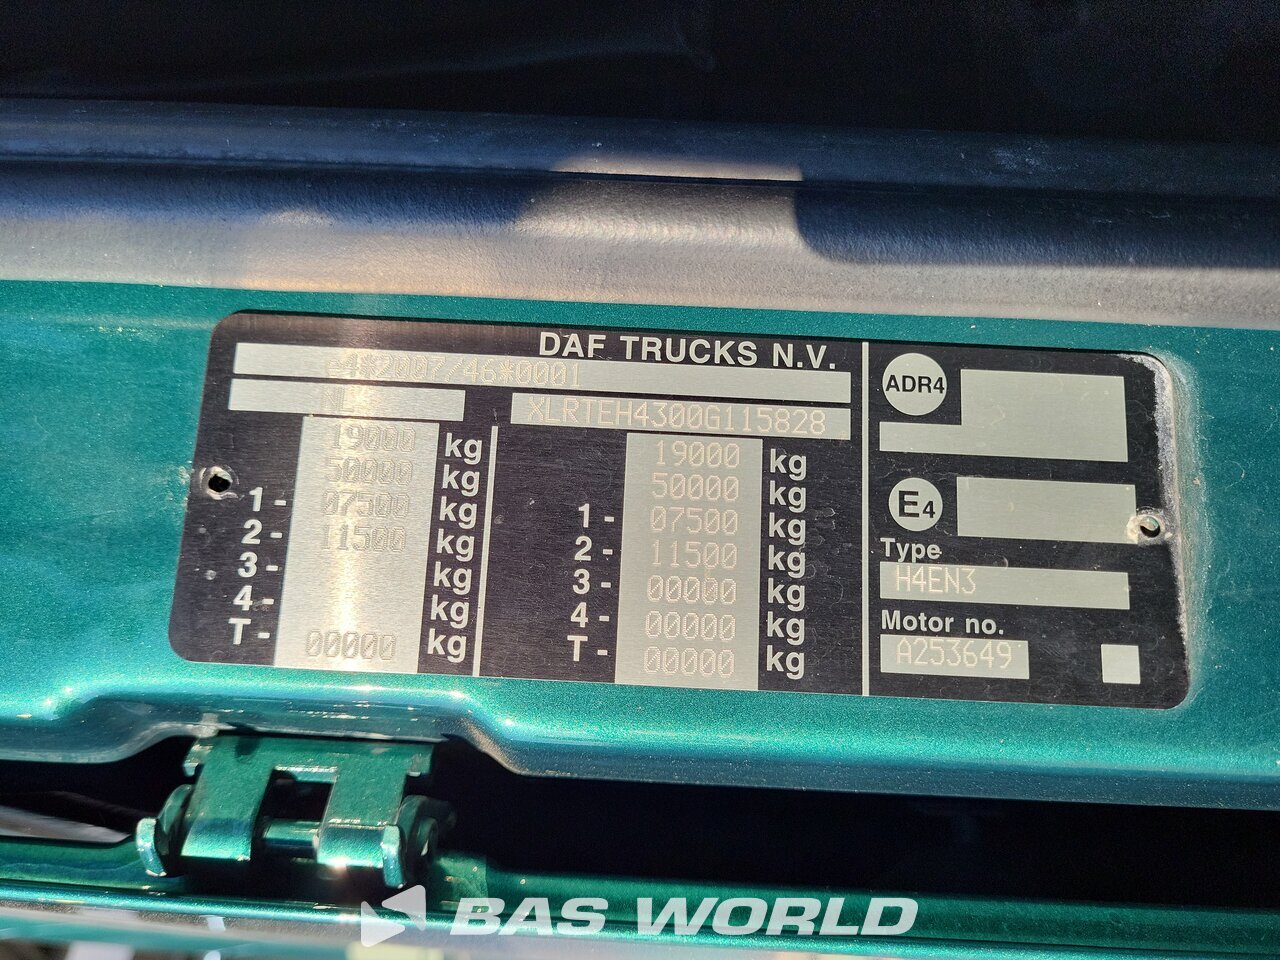 DAF TRUCKS N.V.
e4*2007/46*0001
XLRTEH4300G115828
19000 kg
50000 kg
1- 07500 kg
2- 11500 kg
3- kg
4- kg
T- 00000 kg
19000 kg
50000 kg
1- 07500 kg
2- 11500 kg
3- 00000 kg
4- 00000 kg
T- 00000 kg
ADR4
E4
Type
H4EN3
Motor no.
A253649
BAS WORLD